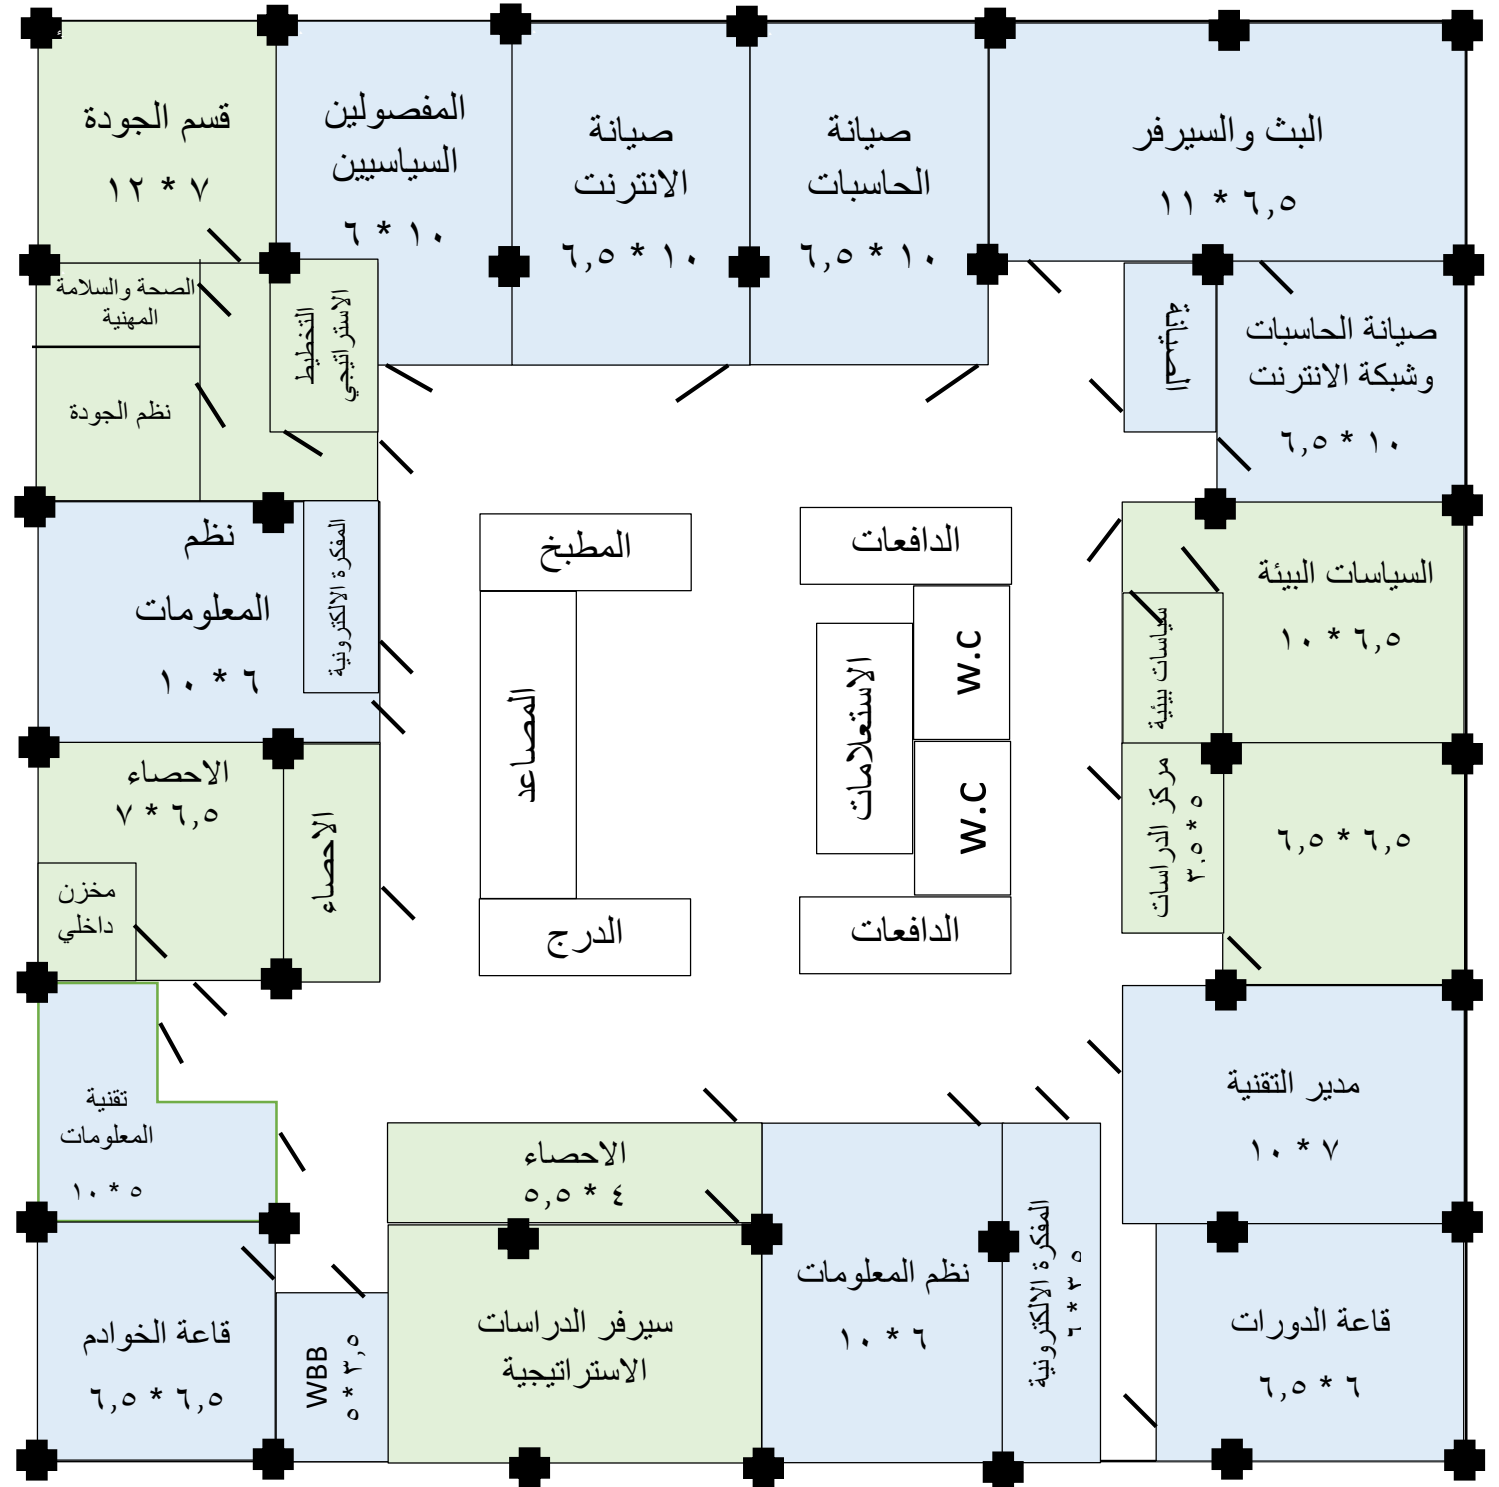 البث والسيرفر
١١ * ٦,٥
صيانة
الحاسبات
٦,٥ * ١٠
صيانة
الانترنت
٦,٥ * ١٠
المفصولين
السياسيين
٦ * ١٠
قسم الجودة
١٢ * ٧
صيانة الحاسبات
وشبكة الانترنت
٦,٥ * ١٠
الصيانة
التخطيط
الاستراتيجي
الصحة والسلامة
المهنية
نظم الجودة
السياسات البيئة
١٠ * ٦,٥
سياسات بيئية
الدافعات
المطبخ
w.c
الاستعلامات
المصاعد
w.c
الدافعات
الدرج
المفكرة الالكترونية
نظم
المعلومات
١٠ * ٦
٦,٥ * ٦,٥
مركز الدراسات
٣.٥ * ٥
الاحصاء
الاحصاء
٧ * ٦,٥
مخزن
داخلي
مدير التقنية
١٠ * ٧
تقنية
المعلومات
١٠ * ٥
الاحصاء
٥,٥ * ٤
قاعة الدورات
٦,٥ * ٦
المفكرة الالكترونية
٦ * ٣ ٥
نظم المعلومات
١٠ * ٦
سيرفر الدراسات
الاستراتيجية
WBB
٥ * ٣,٥
قاعة الخوادم
٦,٥ * ٦,٥